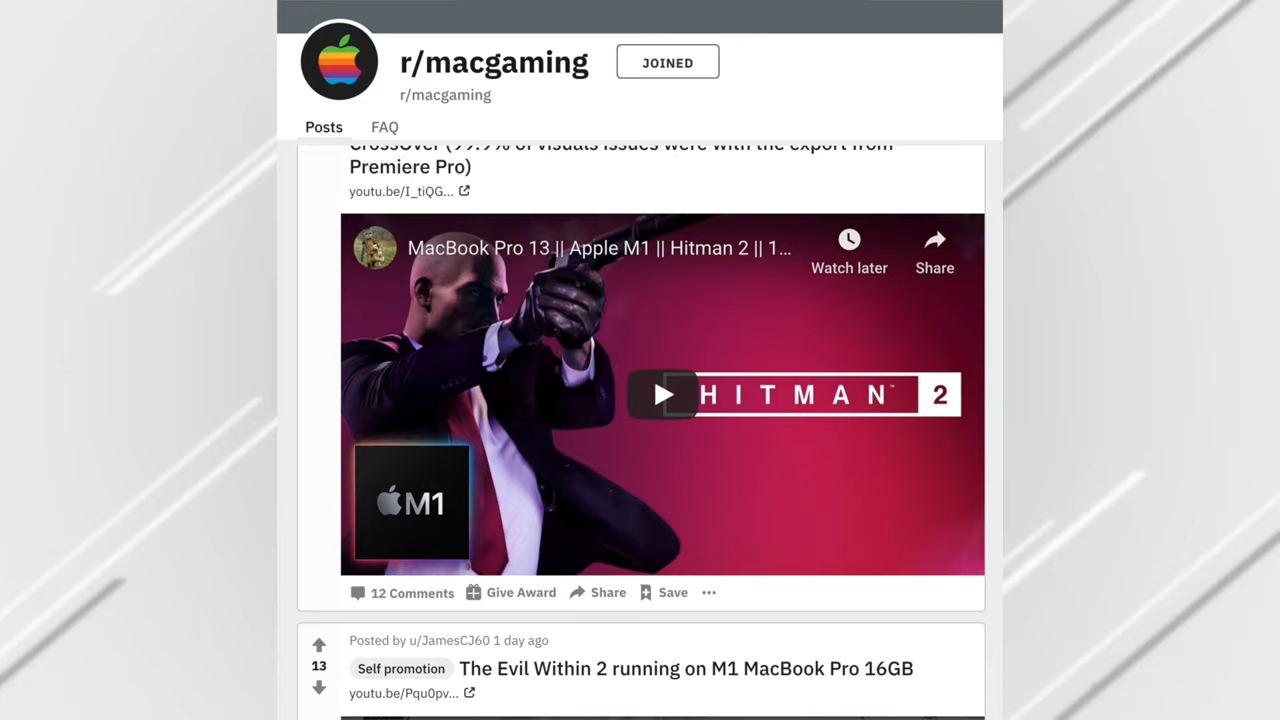 r/macgaming
JOINED
r/macgaming
Posts FAQ
CrossOver (99.9% of visuals issues were with the export from
Premiere Pro)
youtu.be/I_tiQG...
MacBook Pro 13 || Apple M1 || Hitman 2 || 1...
Watch later
Share
HITMAN™ 2
M1
12 Comments Give Award Share Save ...
Posted by u/JamesCJ60 1 day ago
13
Self promotion The Evil Within 2 running on M1 MacBook Pro 16GB
youtu.be/Pqu0pv...